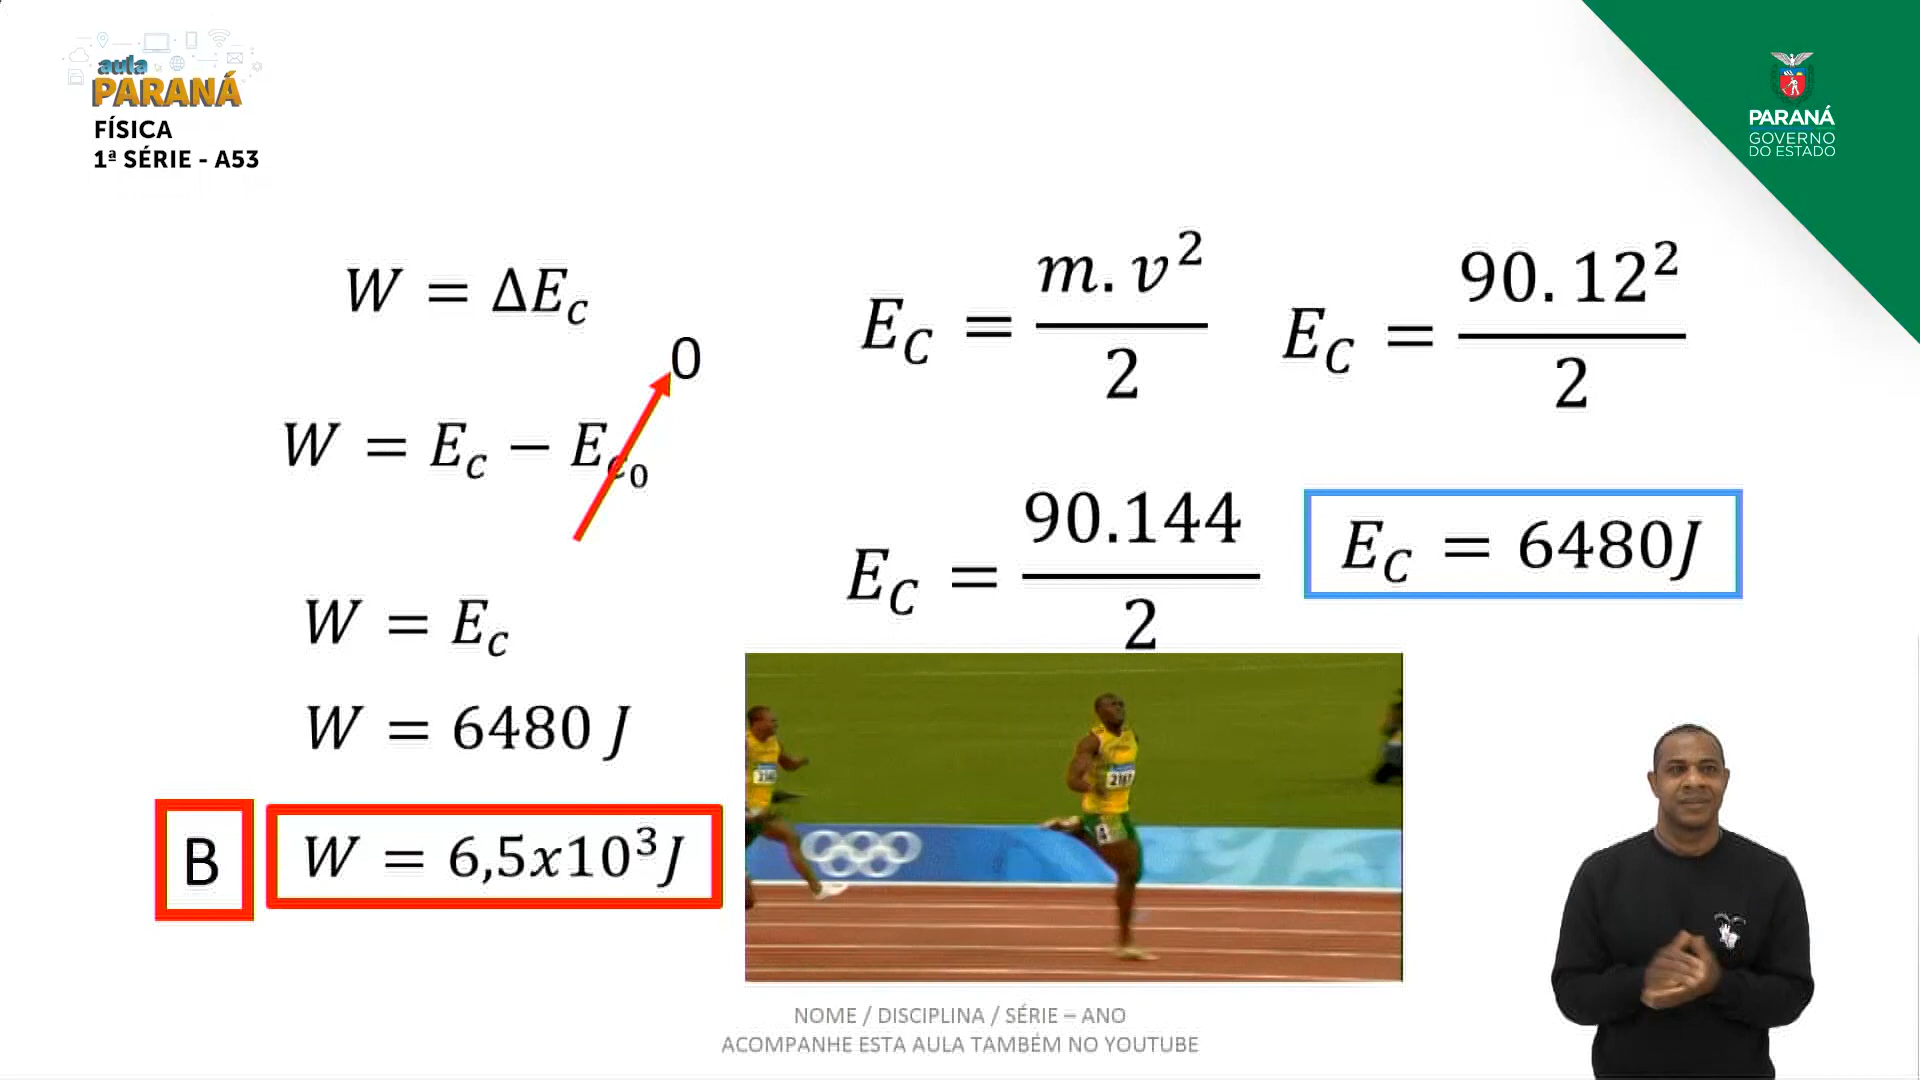 aula
PARANÁ
FÍSICA
1ª SÉRIE - A53
PARANÁ
GOVERNO
DO ESTADO
W = ΔE_c
0
W = E_c − E_c₀
W = E_c
W = 6480 J
B
W = 6,5x10³J
E_C = m.v² / 2
E_C = 90.12² / 2
E_C = 90.144 / 2
E_C = 6480J
2167
NOME / DISCIPLINA / SÉRIE – ANO
ACOMPANHE ESTA AULA TAMBÉM NO YOUTUBE